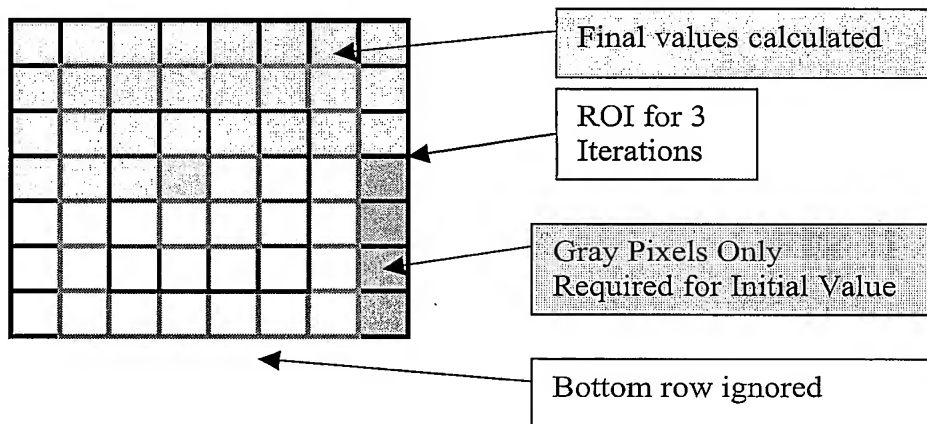 Final values calculated
ROI for 3
Iterations
Gray Pixels Only
Required for Initial Value
Bottom row ignored